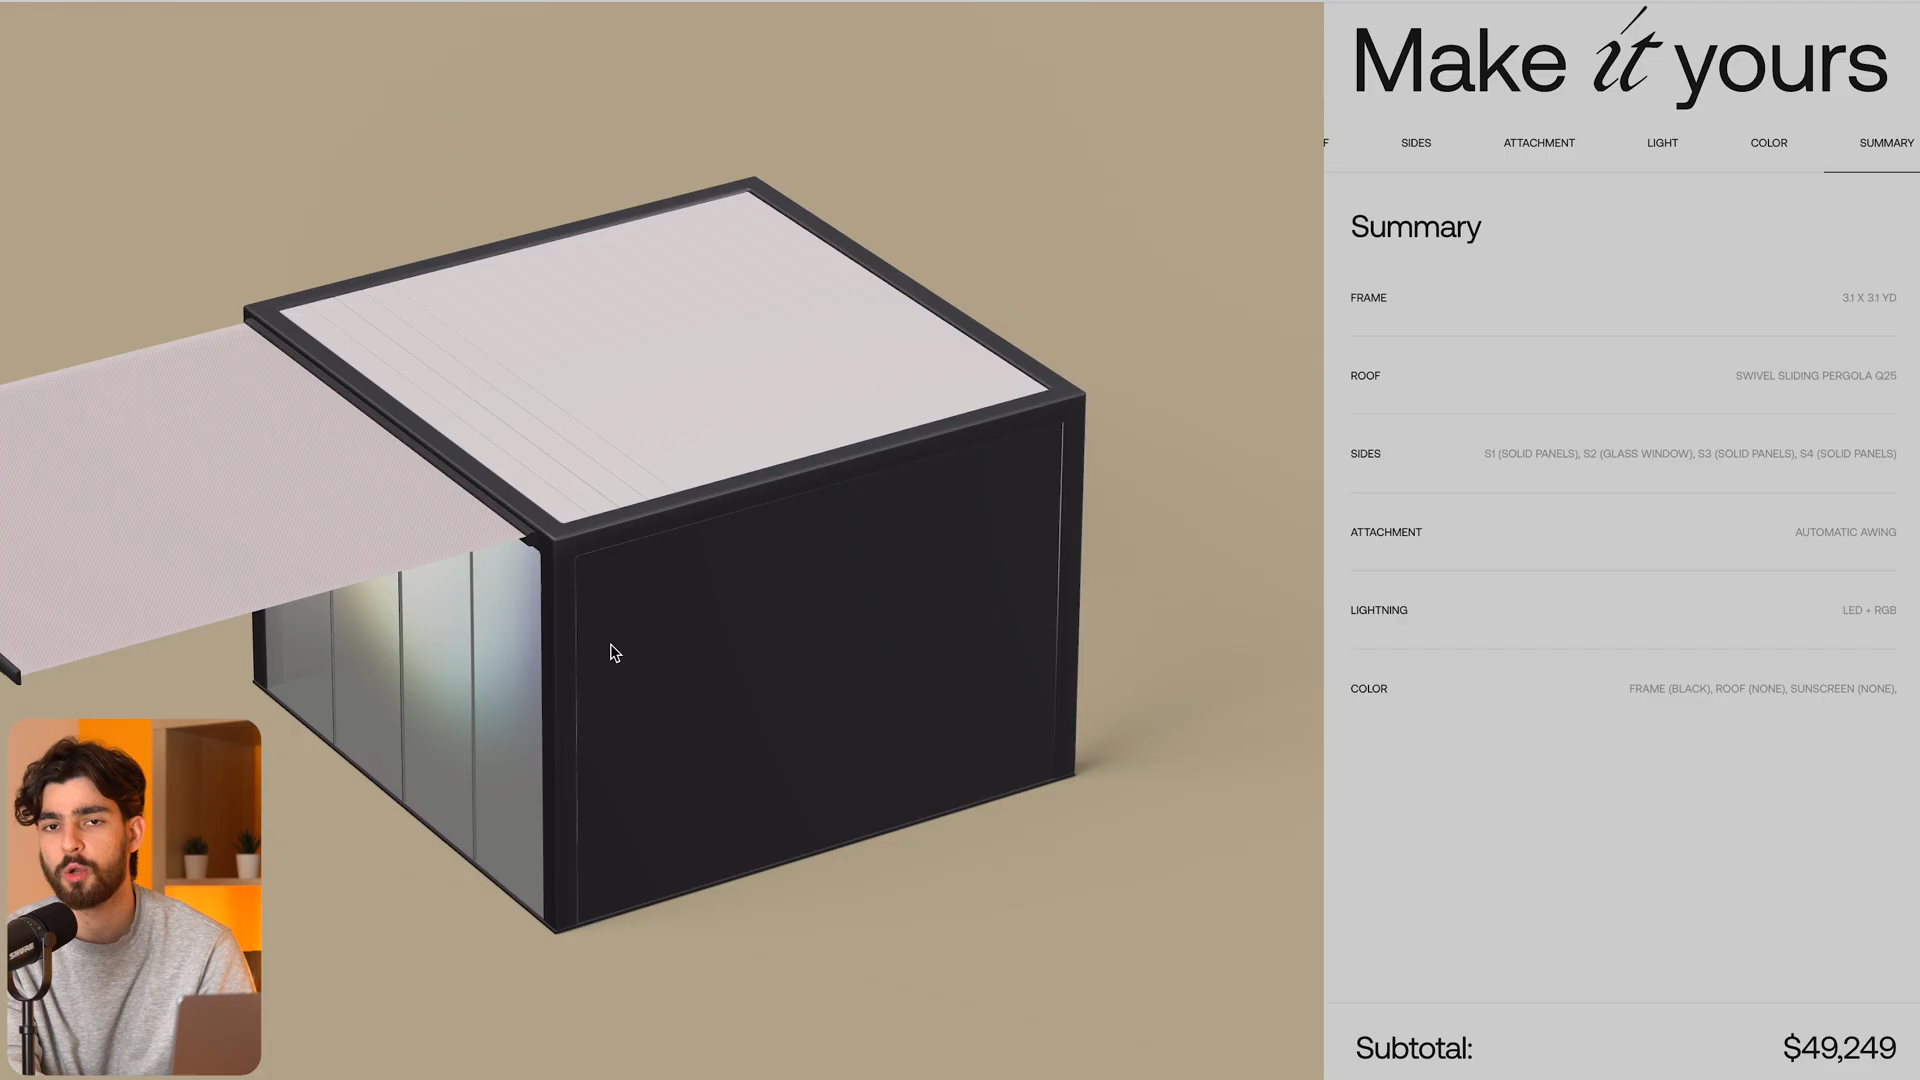 Make it yours
F SIDES ATTACHMENT LIGHT COLOR SUMMARY
Summary
FRAME 3.1 X 3.1 YD
ROOF SWIVEL SLIDING PERGOLA Q25
SIDES S1 (SOLID PANELS), S2 (GLASS WINDOW), S3 (SOLID PANELS), S4 (SOLID PANELS)
ATTACHMENT AUTOMATIC AWING
LIGHTNING LED + RGB
COLOR FRAME (BLACK), ROOF (NONE), SUNSCREEN (NONE),
SHURE
Subtotal: $49,249